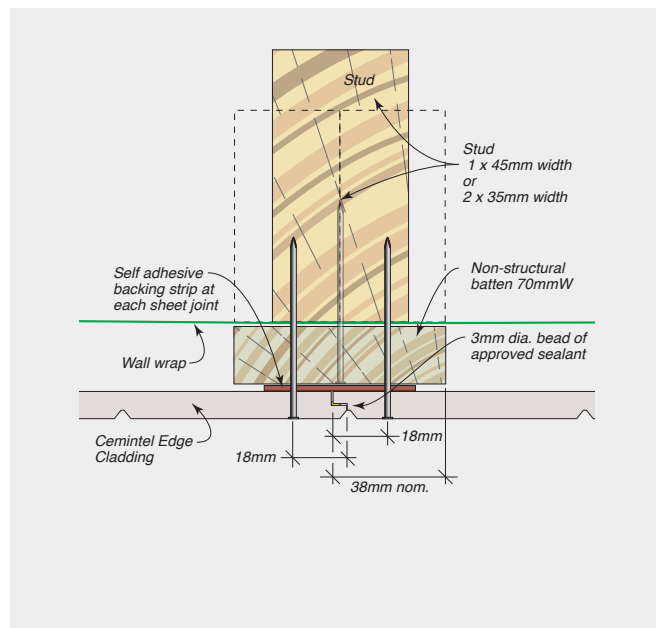 Stud
Stud
1 x 45mm width
or
2 x 35mm width
Self adhesive
backing strip at
each sheet joint
Non-structural
batten 70mmW
Wall wrap
3mm dia. bead of
approved sealant
Cemintel Edge
Cladding
18mm
18mm
38mm nom.